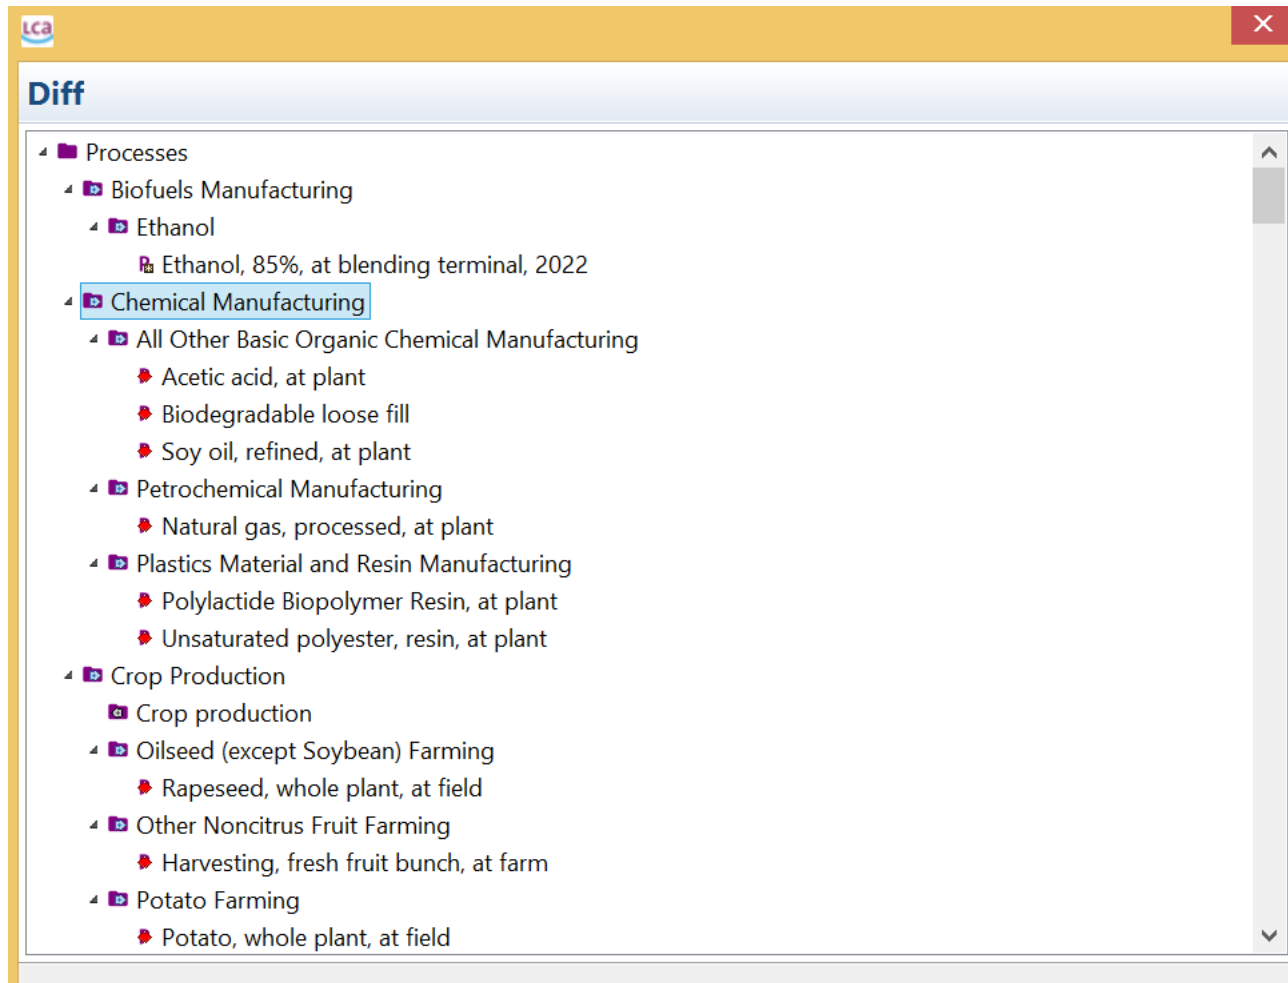 LCa
Diff
Processes
Biofuels Manufacturing
Ethanol
Ethanol, 85%, at blending terminal, 2022
Chemical Manufacturing
All Other Basic Organic Chemical Manufacturing
Acetic acid, at plant
Biodegradable loose fill
Soy oil, refined, at plant
Petrochemical Manufacturing
Natural gas, processed, at plant
Plastics Material and Resin Manufacturing
Polylactide Biopolymer Resin, at plant
Unsaturated polyester, resin, at plant
Crop Production
Crop production
Oilseed (except Soybean) Farming
Rapeseed, whole plant, at field
Other Noncitrus Fruit Farming
Harvesting, fresh fruit bunch, at farm
Potato Farming
Potato, whole plant, at field